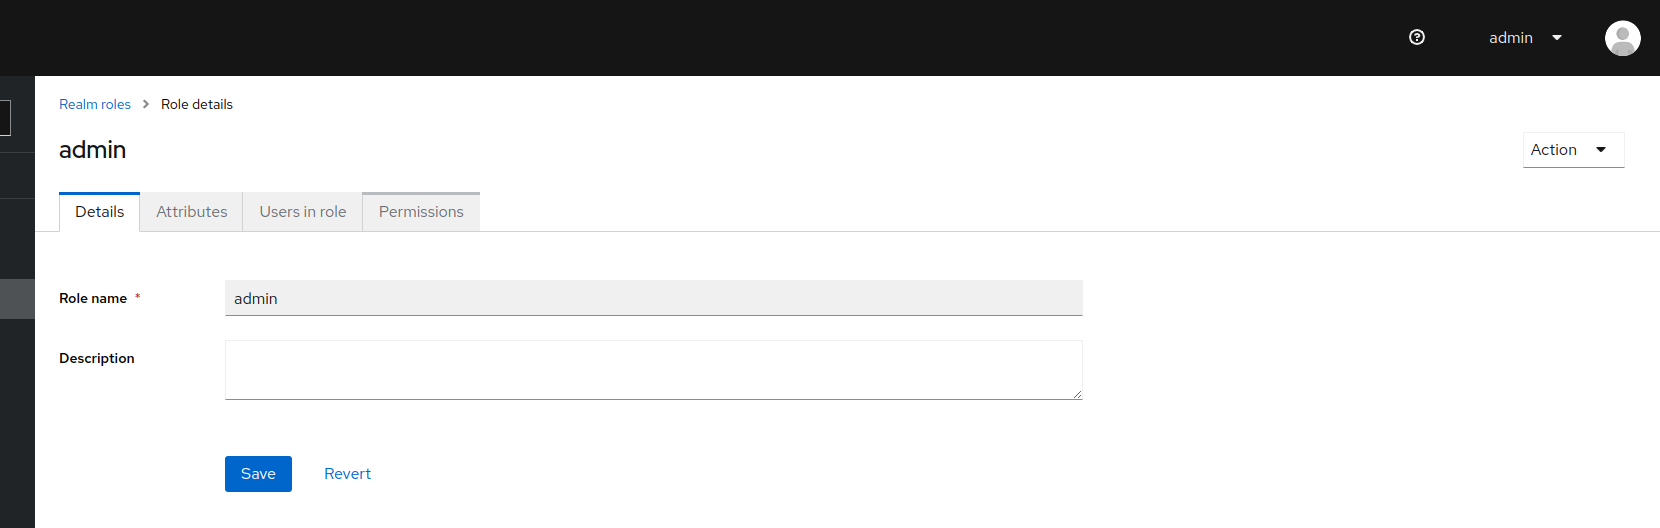 admin
Realm roles > Role details
admin
Action
Details Attributes Users in role Permissions
Role name *
admin
Description
Save Revert